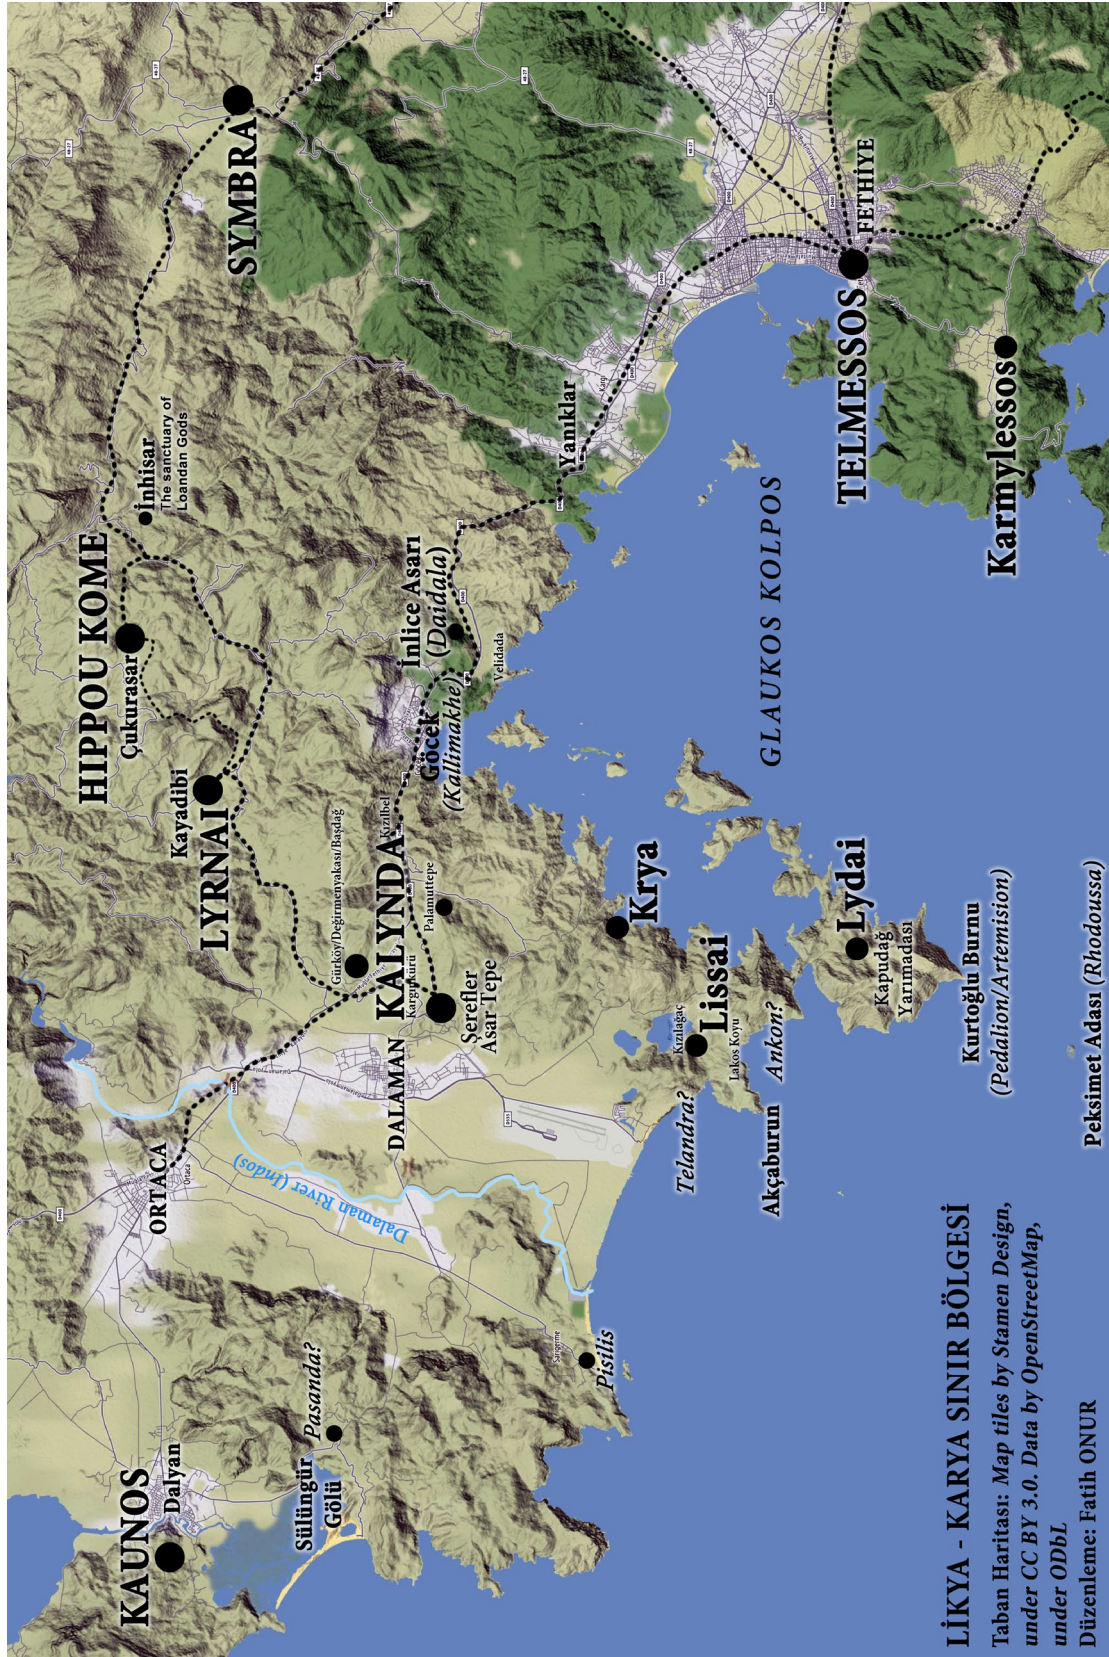 KAUNOS
Dalyan
ORTACA
Ortaca
Sülüngür
Gölü
Pasanda?
Dalaman River (Indos)
DALAMAN
Sarıgerme
Pisilis
HIPPOU KOME
Çukurasar
İnhisar
The sanctuary of
Loandan Gods
SYMBRA
Kayadibi
LYRNAI
Gürköy/Değirmenyakası/Başdağ
KALYNDA
Kızılbel
Kargınkürü
Palamuttepe
Şerefler
Asar Tepe
Göcek
(Kallimakhe)
İnlice Asarı
(Daidala)
Velidada
Yanıklar
Kargı
FETHİYE
TELMESSOS
Karmylessos
GLAUKOS KOLPOS
Krya
Lissai
Kızılağaç
Lakos Koyu
Telandra?
Ankon?
Akçaburun
Lydai
Kapudağ
Yarımadası
Kurtoğlu Burnu
(Pedalion/Artemision)
Peksimet Adası (Rhodoussa)
LİKYA - KARYA SINIR BÖLGESİ
Taban Haritası: Map tiles by Stamen Design,
under CC BY 3.0. Data by OpenStreetMap,
under ODbL
Düzenleme: Fatih ONUR